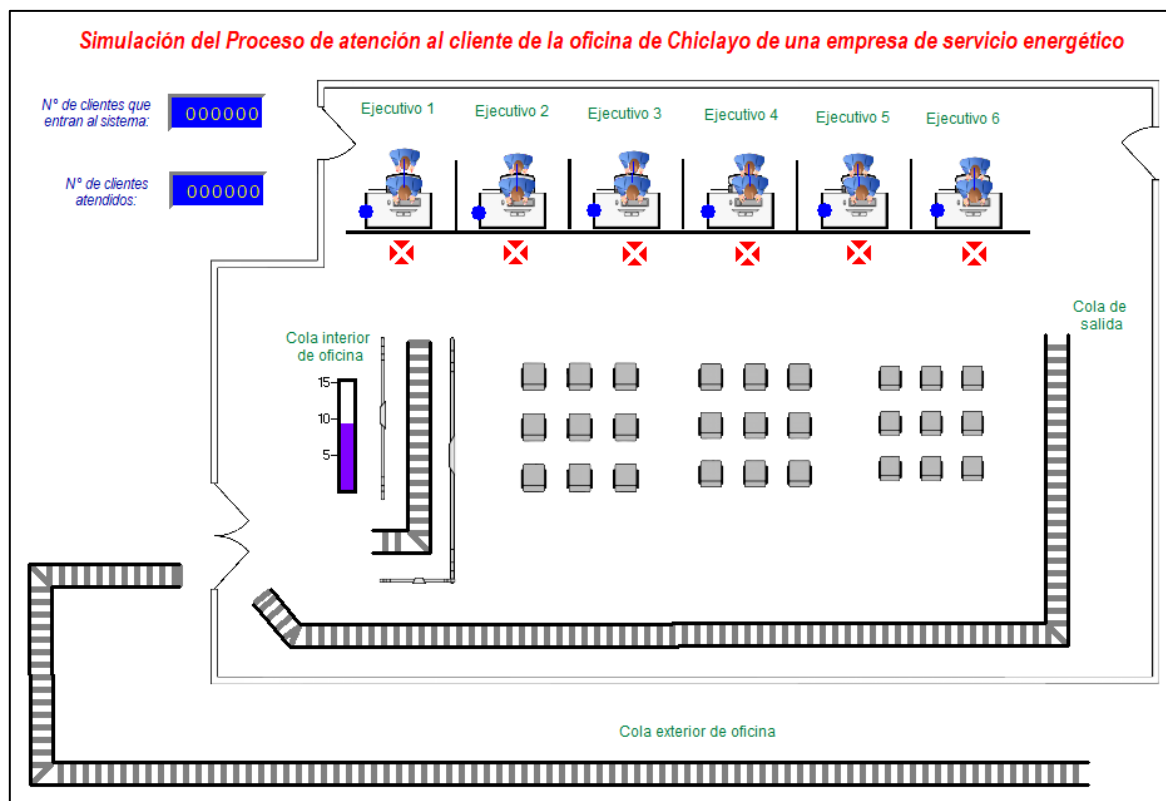 Simulación del Proceso de atención al cliente de la oficina de Chiclayo de una empresa de servicio energético
N° de clientes que
entran al sistema:
000000
N° de clientes
atendidos:
000000
Ejecutivo 1
Ejecutivo 2
Ejecutivo 3
Ejecutivo 4
Ejecutivo 5
Ejecutivo 6
Cola interior
de oficina
15
10
5
Cola de
salida
Cola exterior de oficina